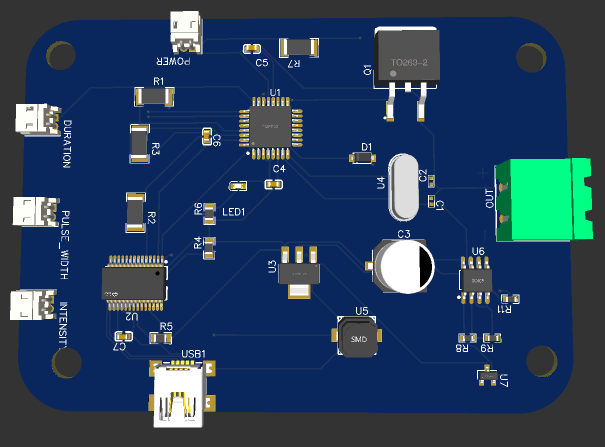 POWER
C5
R7
Q1
TO263-2
R1
U1
DURATION
R3
C6
D1
C4
U4
C2
C1
OUT
R2
R6
LED1
PULSE_WIDTH
R4
C3
U6
U3
U2
INTENSITY
R11
C7
R5
U5
SMD
R8
R9
USB1
U7